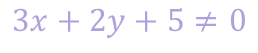 3x + 2y + 5 ≠ 0